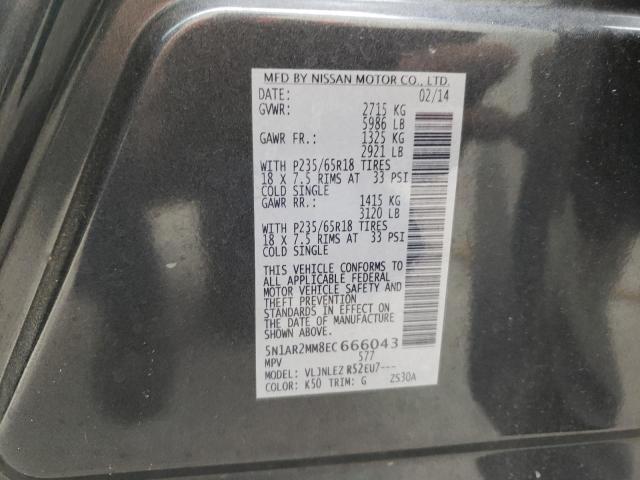 MFD BY NISSAN MOTOR CO., LTD.
DATE: 02/14
GVWR: 2715 KG
5986 LB
GAWR FR.: 1325 KG
2921 LB
WITH P235/65R18 TIRES
18 X 7.5 RIMS AT 33 PSI
COLD SINGLE
GAWR RR.: 1415 KG
3120 LB
WITH P235/65R18 TIRES
18 X 7.5 RIMS AT 33 PSI
COLD SINGLE
THIS VEHICLE CONFORMS TO
ALL APPLICABLE FEDERAL
MOTOR VEHICLE SAFETY AND
THEFT PREVENTION
STANDARDS IN EFFECT ON
THE DATE OF MANUFACTURE
SHOWN ABOVE.
5N1AR2MM8EC666043
MPV 577
MODEL: VLJNLEZ R52EU7---
COLOR: K50 TRIM: G ZS30A